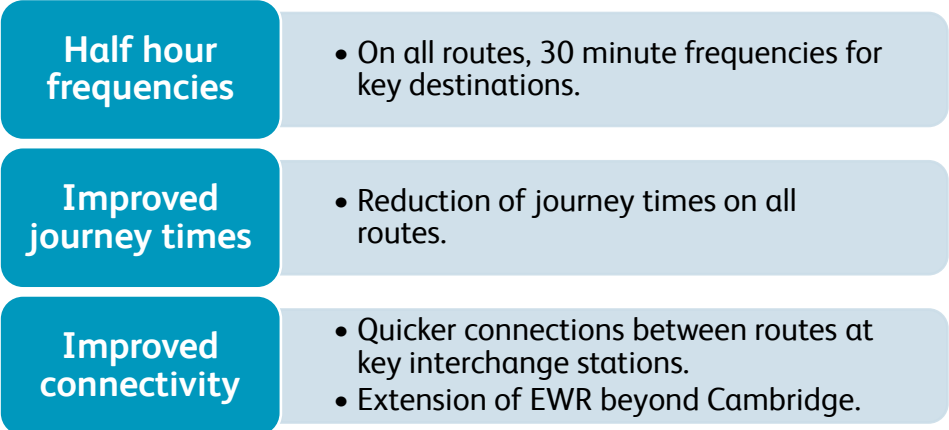 Half hour
frequencies
• On all routes, 30 minute frequencies for
key destinations.
Improved
journey times
• Reduction of journey times on all
routes.
Improved
connectivity
• Quicker connections between routes at
key interchange stations.
• Extension of EWR beyond Cambridge.